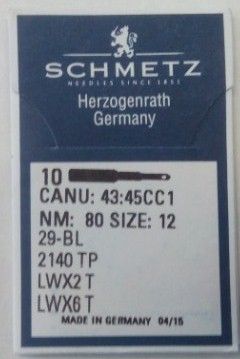 SCHMETZ
NEEDLES SINCE 1851
Herzogenrath
Germany
10
CANU: 43:45CC1
NM: 80 SIZE: 12
29-BL
2140 TP
LWX2 T
LWX6 T
MADE IN GERMANY 04/15